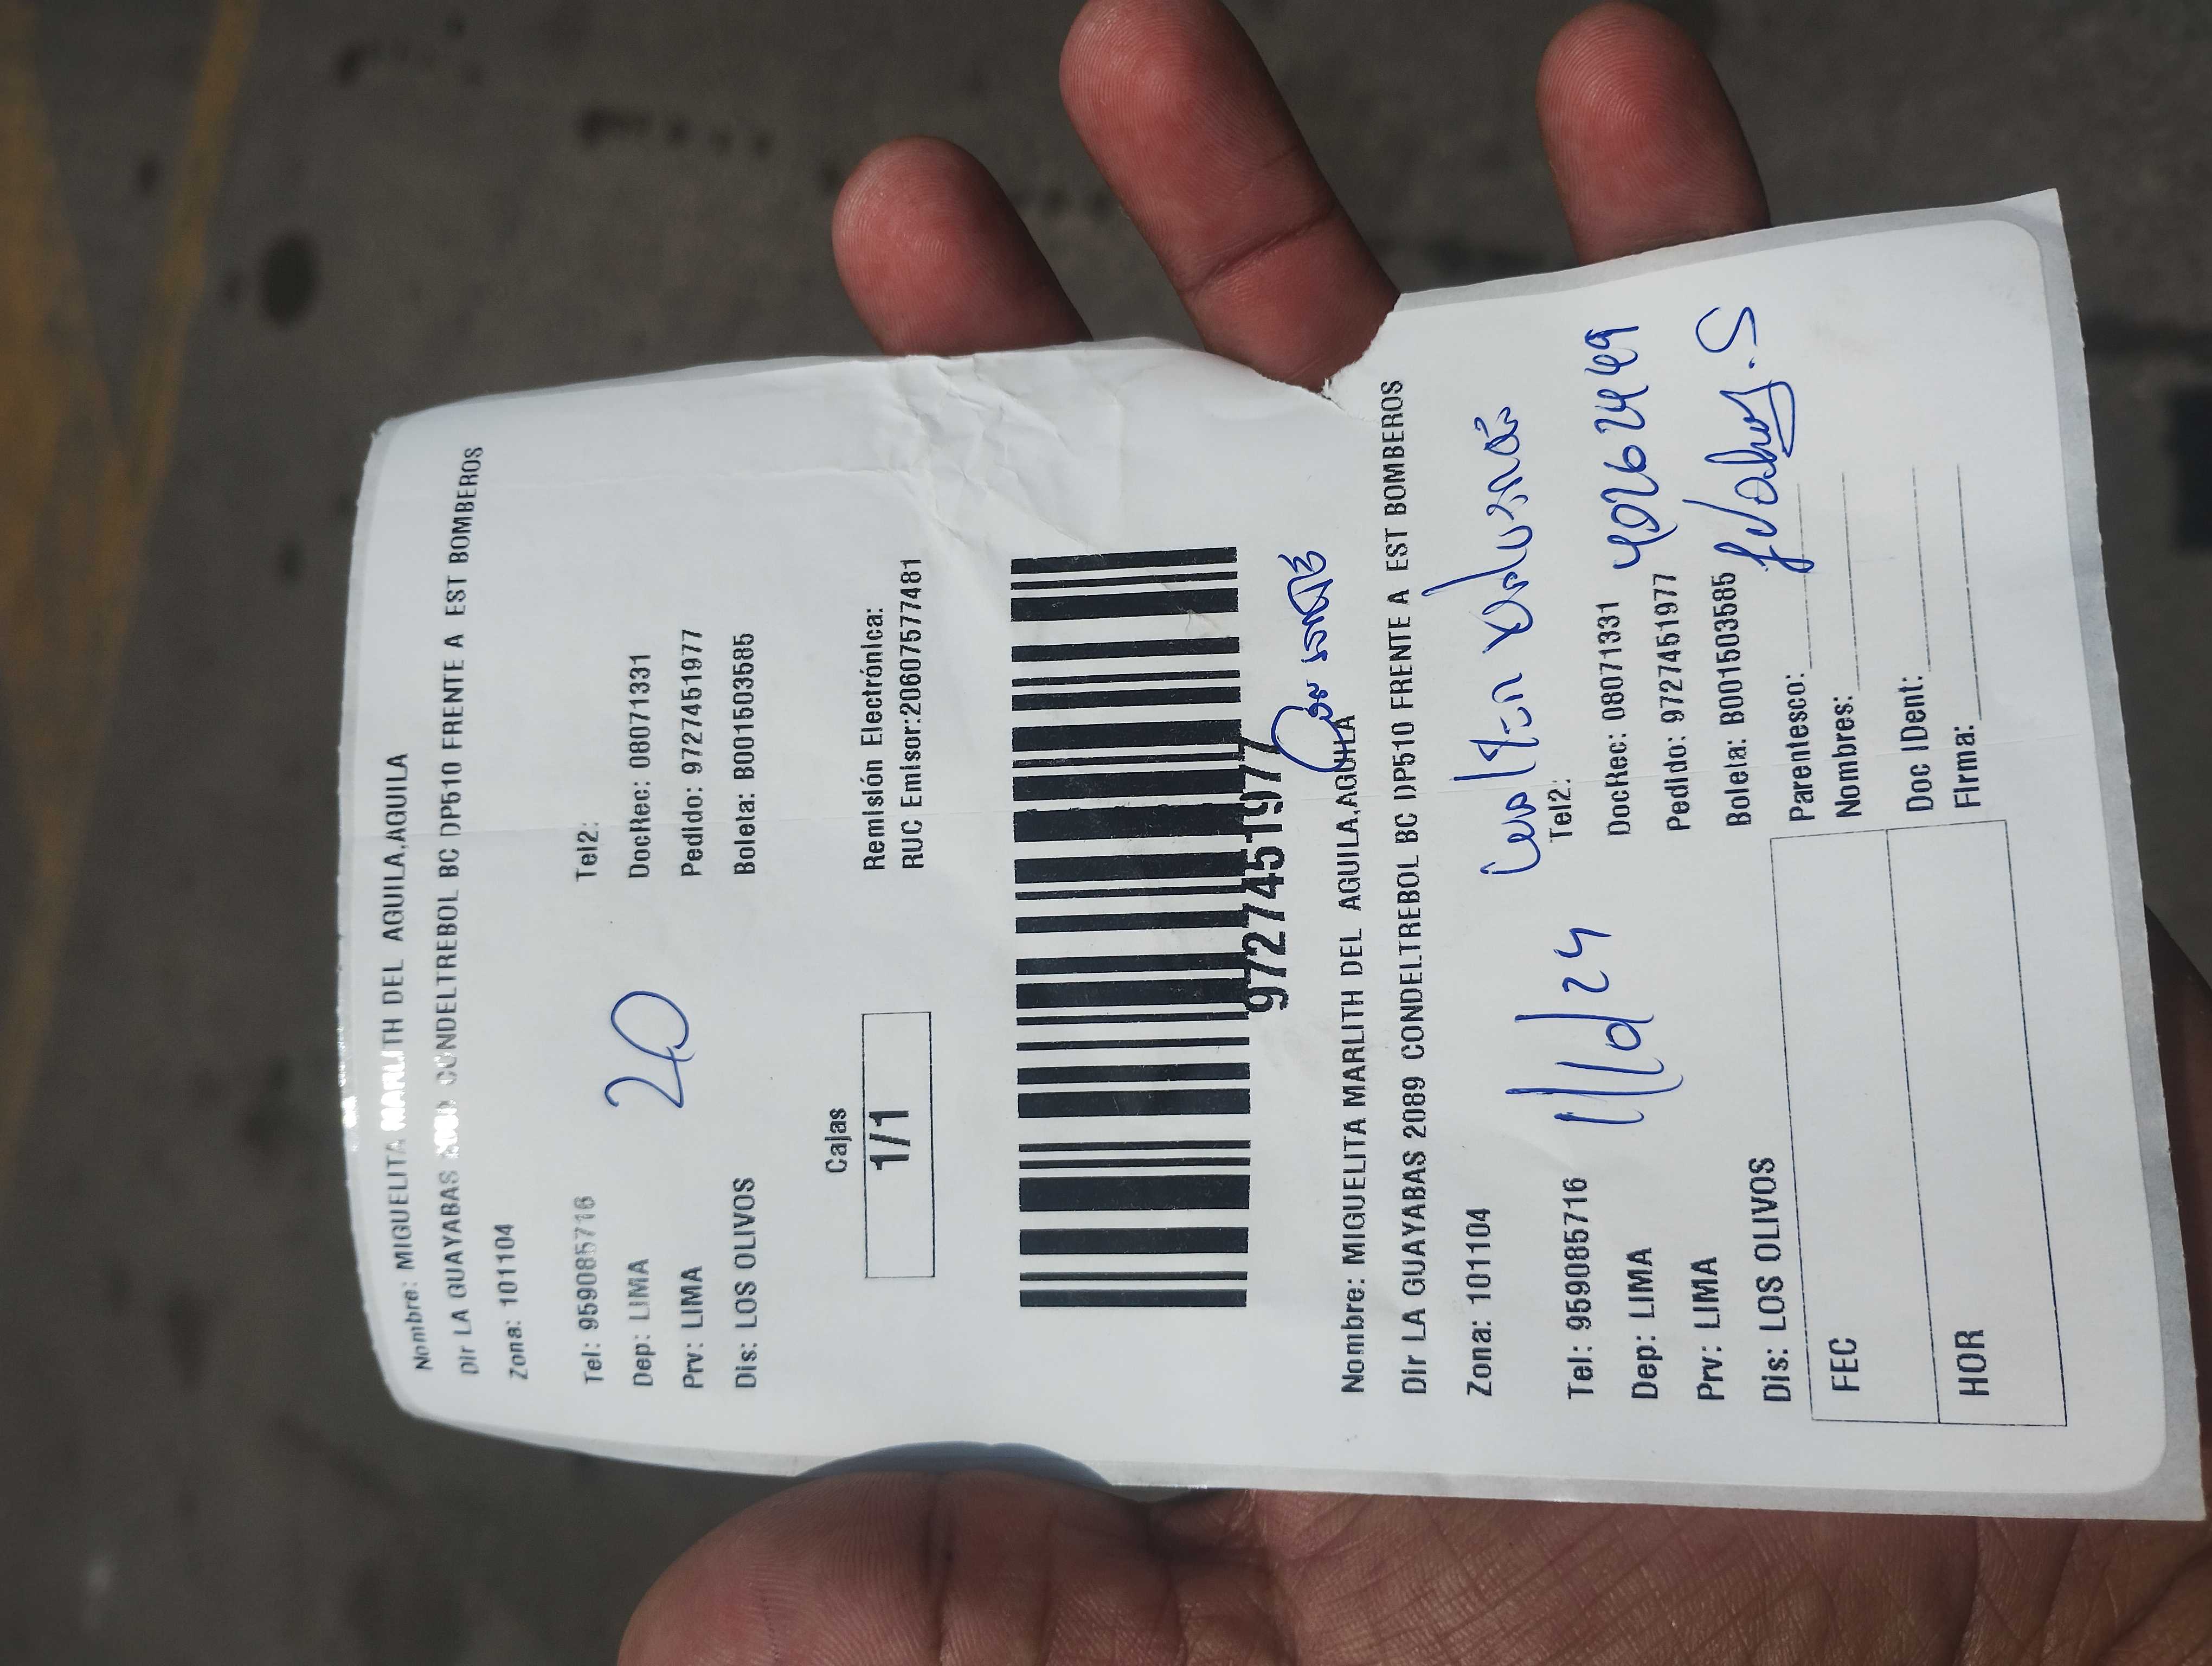 Nombre: MIGUELITA MARLITH DEL AGUILA,AGUILA
Dir LA GUAYABAS 2089 CONDELTREBOL BC DP510 FRENTE A EST BOMBEROS
Zona: 101104
Tel: 959085716 Tel2:
Dep: LIMA DocRec: 08071331
20
Prv: LIMA Pedido: 9727451977
Dis: LOS OLIVOS Boleta: B001503585
Cajas
1/1
Remisión Electrónica:
RUC Emisor:20607577481
9727451977
Nombre: MIGUELITA MARLITH DEL AGUILA,AGUILA
Dir LA GUAYABAS 2089 CONDELTREBOL BC DP510 FRENTE A EST BOMBEROS
Zona: 101104
Tel: 959085716 Tel2:
Dep: LIMA DocRec: 08071331
Prv: LIMA Pedido: 9727451977
Dis: LOS OLIVOS Boleta: B001503585
FEC Parentesco:
Nombres:
HOR Doc IDent:
Firma: